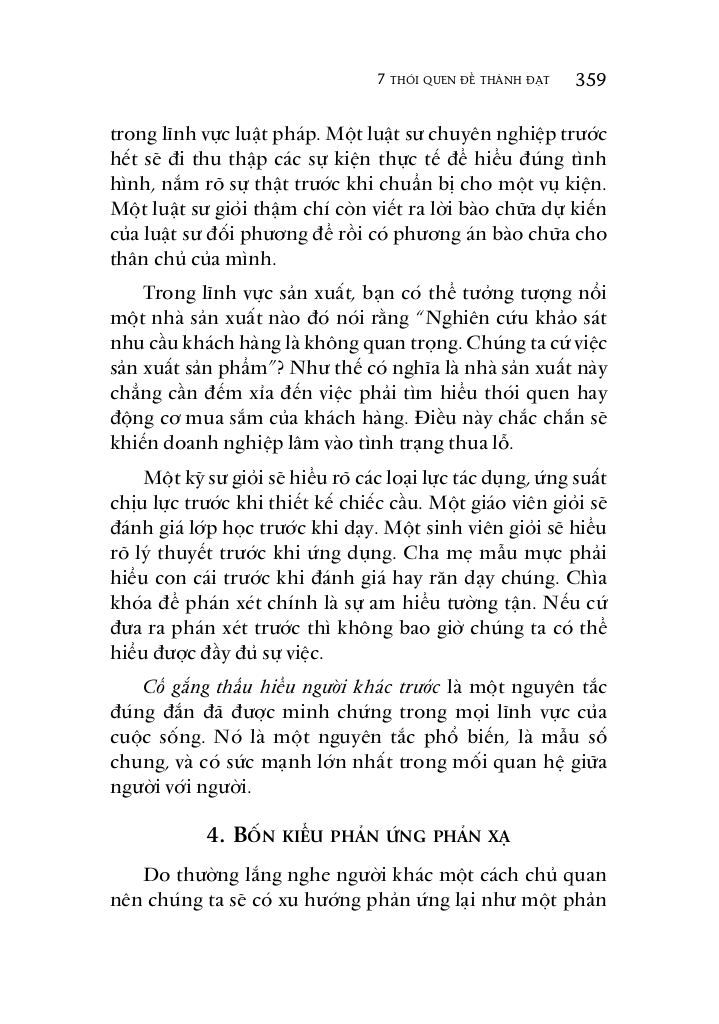 7 THÓI QUEN ĐỂ THÀNH ĐẠT 359
trong lĩnh vực luật pháp. Một luật sư chuyên nghiệp trước
hết sẽ đi thu thập các sự kiện thực tế để hiểu đúng tình
hình, nắm rõ sự thật trước khi chuẩn bị cho một vụ kiện.
Một luật sư giỏi thậm chí còn viết ra lời bào chữa dự kiến
của luật sư đối phương để rồi có phương án bào chữa cho
thân chủ của mình.
Trong lĩnh vực sản xuất, bạn có thể tưởng tượng nổi
một nhà sản xuất nào đó nói rằng “Nghiên cứu khảo sát
nhu cầu khách hàng là không quan trọng. Chúng ta cứ việc
sản xuất sản phẩm”? Như thế có nghĩa là nhà sản xuất này
chẳng cần đếm xỉa đến việc phải tìm hiểu thói quen hay
động cơ mua sắm của khách hàng. Điều này chắc chắn sẽ
khiến doanh nghiệp lâm vào tình trạng thua lỗ.
Một kỹ sư giỏi sẽ hiểu rõ các loại lực tác dụng, ứng suất
chịu lực trước khi thiết kế chiếc cầu. Một giáo viên giỏi sẽ
đánh giá lớp học trước khi dạy. Một sinh viên giỏi sẽ hiểu
rõ lý thuyết trước khi ứng dụng. Cha mẹ mẫu mực phải
hiểu con cái trước khi đánh giá hay răn dạy chúng. Chìa
khóa để phán xét chính là sự am hiểu tường tận. Nếu cứ
đưa ra phán xét trước thì không bao giờ chúng ta có thể
hiểu được đầy đủ sự việc.
Cố gắng thấu hiểu người khác trước là một nguyên tắc
đúng đắn đã được minh chứng trong mọi lĩnh vực của
cuộc sống. Nó là một nguyên tắc phổ biến, là mẫu số
chung, và có sức mạnh lớn nhất trong mối quan hệ giữa
người với người.
4. BỐN KIỂU PHẢN ỨNG PHẢN XẠ
Do thường lắng nghe người khác một cách chủ quan
nên chúng ta sẽ có xu hướng phản ứng lại như một phản